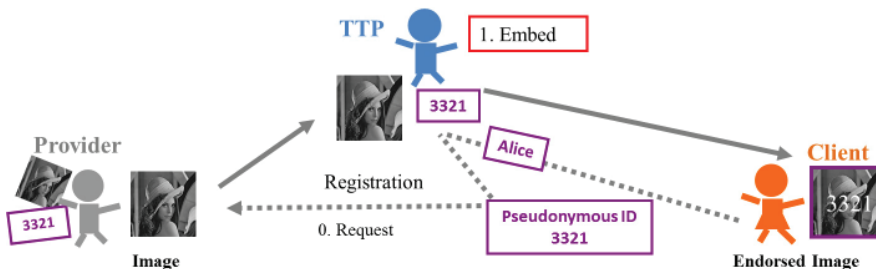 TTP
1. Embed
3321
Provider
Alice
Client
3321
Registration
3321
Pseudonymous ID
3321
0. Request
Image
Endorsed Image